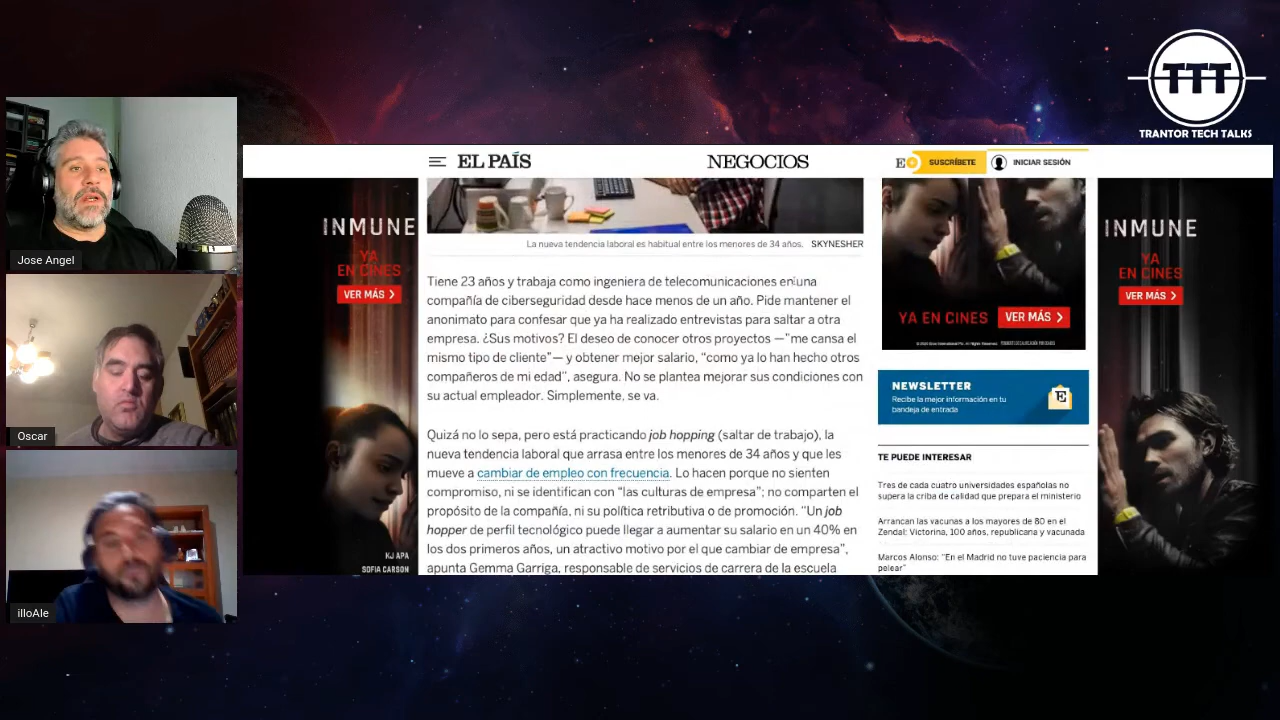 TTT
TRANTOR TECH TALKS
Jose Angel
Oscar
illoAle
EL PAÍS
NEGOCIOS
E
SUSCRÍBETE
INICIAR SESIÓN
INMUNE
YA
EN CINES
VER MÁS
KJ APA
SOFIA CARSON
La nueva tendencia laboral es habitual entre los menores de 34 años. SKYNESHER
Tiene 23 años y trabaja como ingeniera de telecomunicaciones en una
compañía de ciberseguridad desde hace menos de un año. Pide mantener el
anonimato para confesar que ya ha realizado entrevistas para saltar a otra
empresa. ¿Sus motivos? El deseo de conocer otros proyectos —"me cansa el
mismo tipo de cliente"— y obtener mejor salario, "como ya lo han hecho otros
compañeros de mi edad", asegura. No se plantea mejorar sus condiciones con
su actual empleador. Simplemente, se va.
Quizá no lo sepa, pero está practicando job hopping (saltar de trabajo), la
nueva tendencia laboral que arrasa entre los menores de 34 años y que les
mueve a cambiar de empleo con frecuencia. Lo hacen porque no sienten
compromiso, ni se identifican con "las culturas de empresa"; no comparten el
propósito de la compañía, ni su política retributiva o de promoción. "Un job
hopper de perfil tecnológico puede llegar a aumentar su salario en un 40% en
los dos primeros años, un atractivo motivo por el que cambiar de empresa",
apunta Gemma Garriga, responsable de servicios de carrera de la escuela
YA EN CINES
VER MÁS
NEWSLETTER
Recibe la mejor información en tu
bandeja de entrada
E
TE PUEDE INTERESAR
Tres de cada cuatro universidades españolas no
supera la criba de calidad que prepara el ministerio
Arrancan las vacunas a los mayores de 80 en el
Zendal: Victorina, 100 años, republicana y vacunada
Marcos Alonso: "En el Madrid no tuve paciencia para
pelear"
INMUNE
YA
EN CINES
VER MÁS